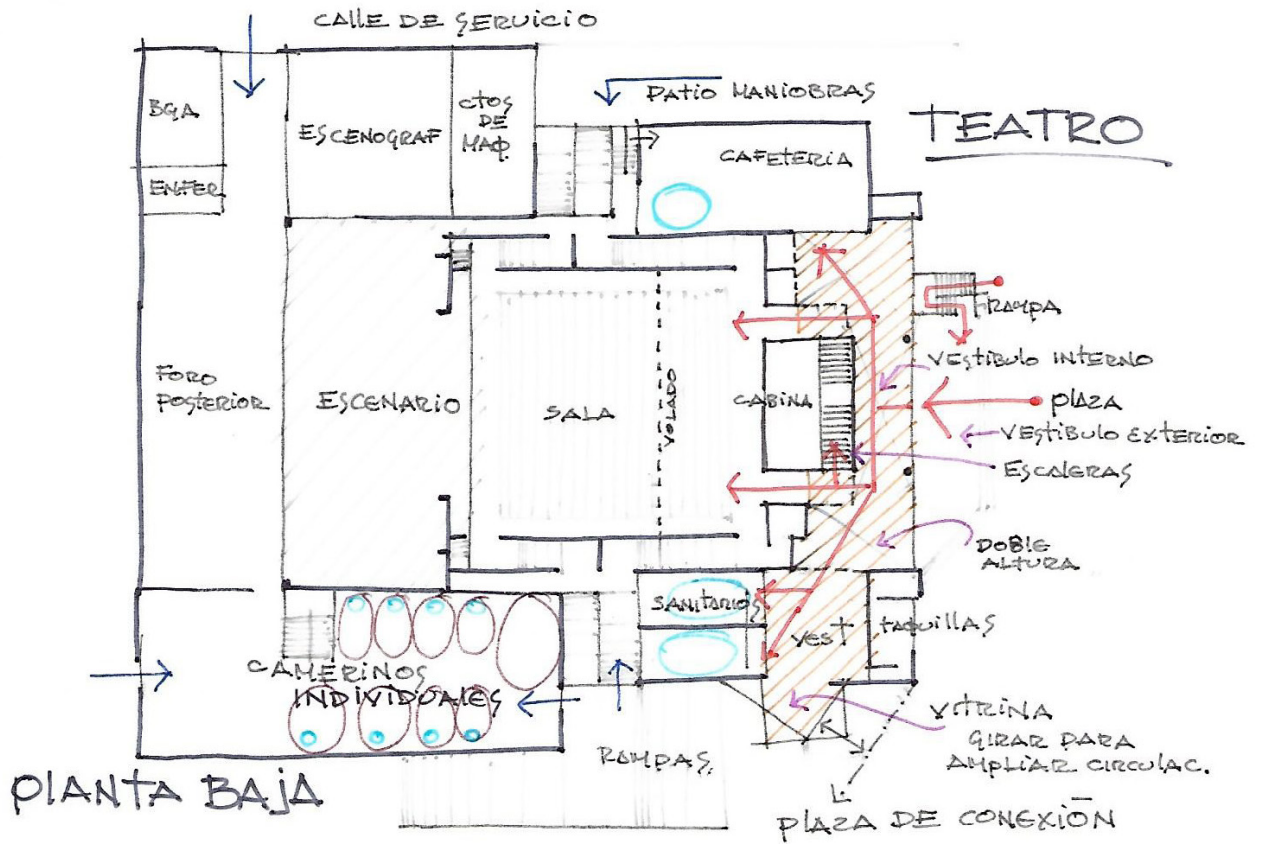 CALLE DE SERVICIO
BGA
ENFER
ESCENOGRAF
CTOS
DE
MAQ.
PATIO MANIOBRAS
TEATRO
CAFETERIA
RAMPA
VESTIBULO INTERNO
PLAZA
VESTIBULO EXTERIOR
ESCALERAS
FORO
POSTERIOR
ESCENARIO
SALA
VOLADO
CABINA
DOBLE
ALTURA
SANITARIOS
VEST
TAQUILLAS
CAMERINOS
INDIVIDUALES
VITRINA
GIRAR PARA
AMPLIAR CIRCULAC.
RAMPAS.
PLANTA BAJA
PLAZA DE CONEXIÓN